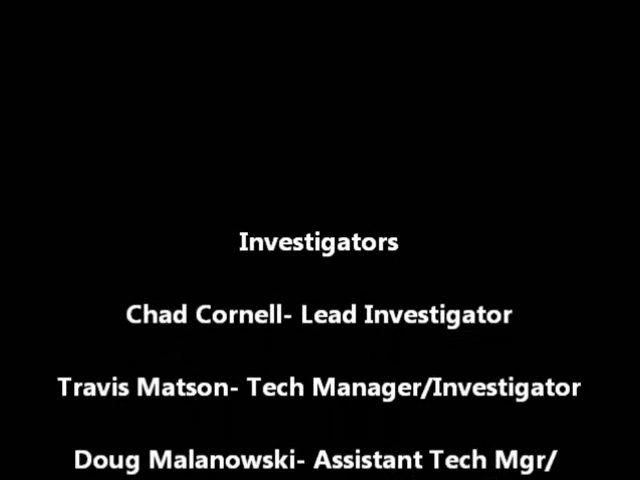 Investigators
Chad Cornell- Lead Investigator
Travis Matson- Tech Manager/Investigator
Doug Malanowski- Assistant Tech Mgr/